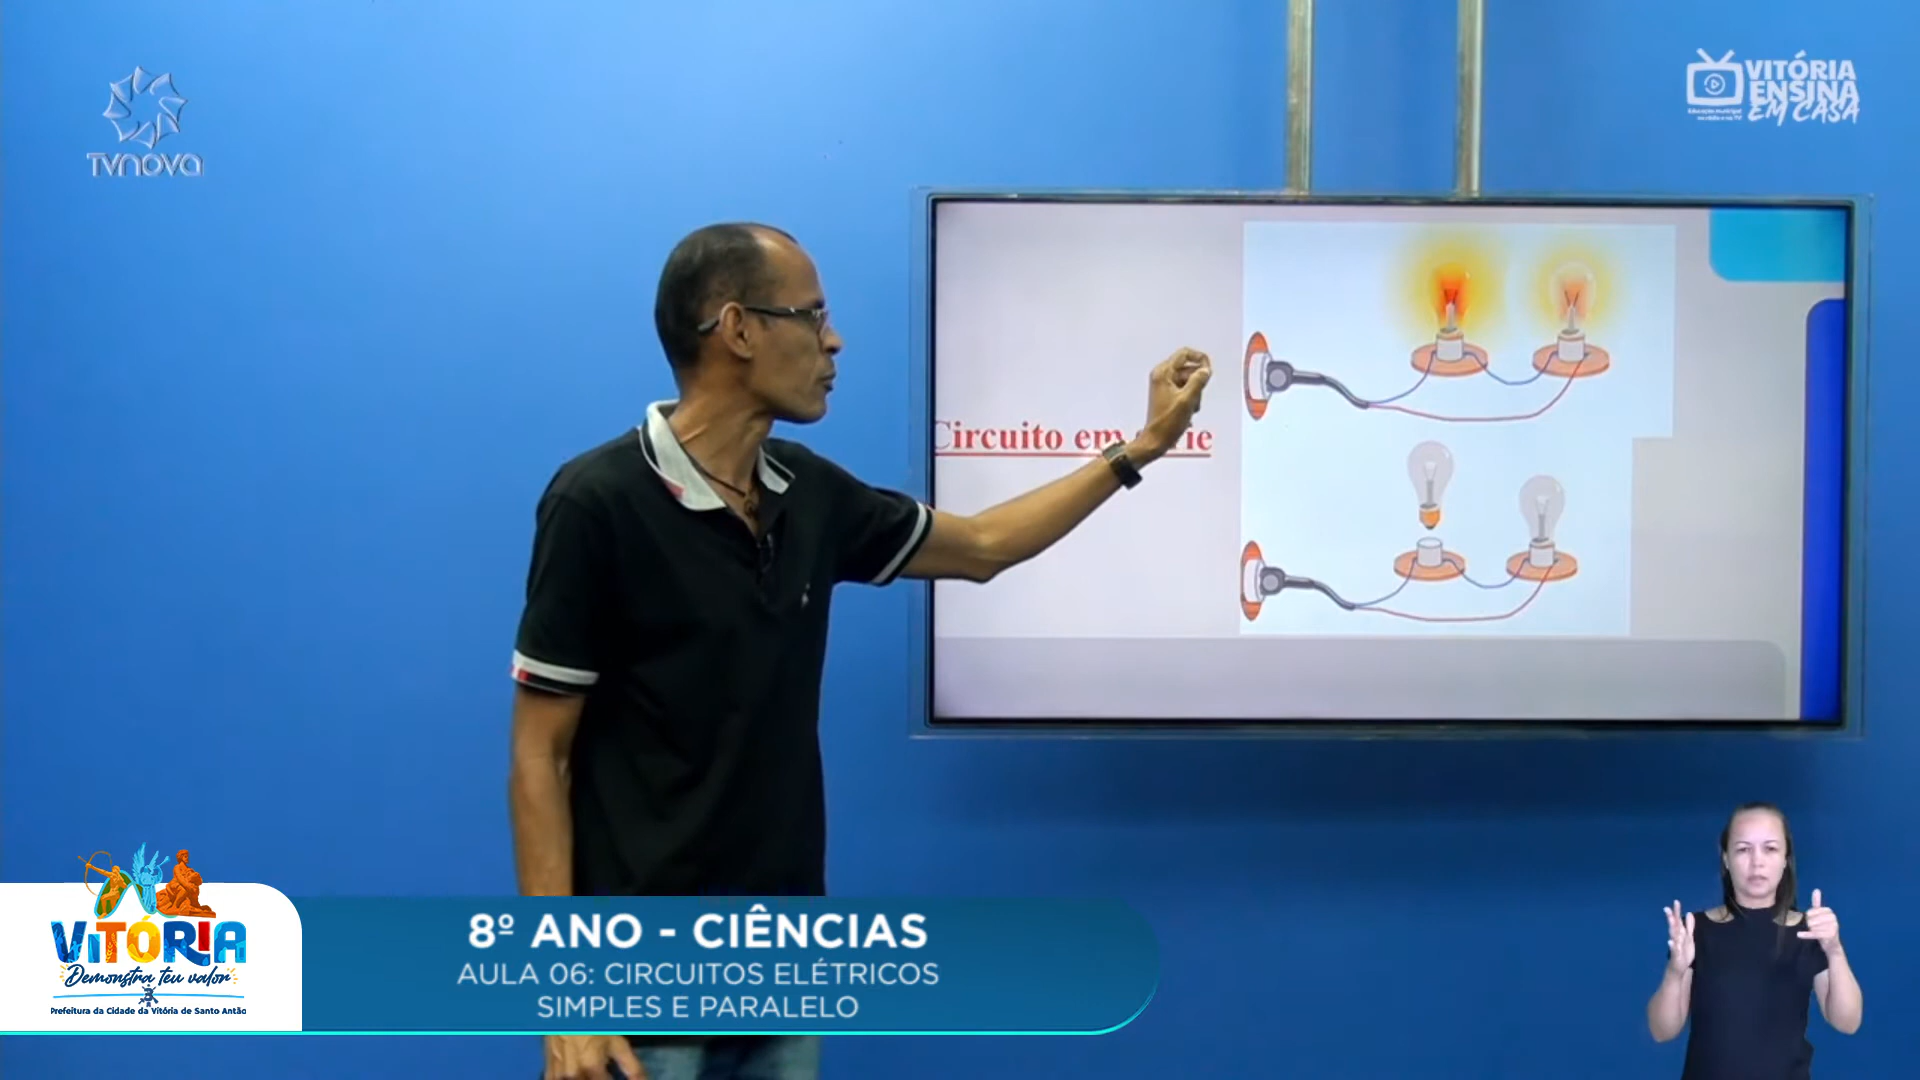 TVNOVA
VITÓRIA
ENSINA
EM CASA
Circuito em série
VITÓRIA
Demonstra teu valor
Prefeitura da Cidade da Vitória de Santo Antão
8º ANO - CIÊNCIAS
AULA 06: CIRCUITOS ELÉTRICOS
SIMPLES E PARALELO